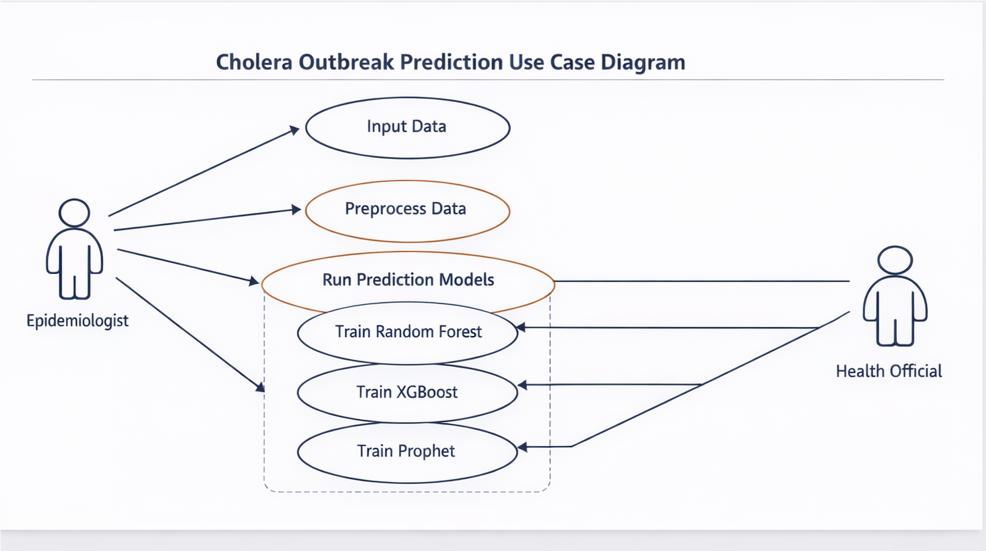 Cholera Outbreak Prediction Use Case Diagram
Input Data
Preprocess Data
Run Prediction Models
Train Random Forest
Train XGBoost
Train Prophet
Epidemiologist
Health Official